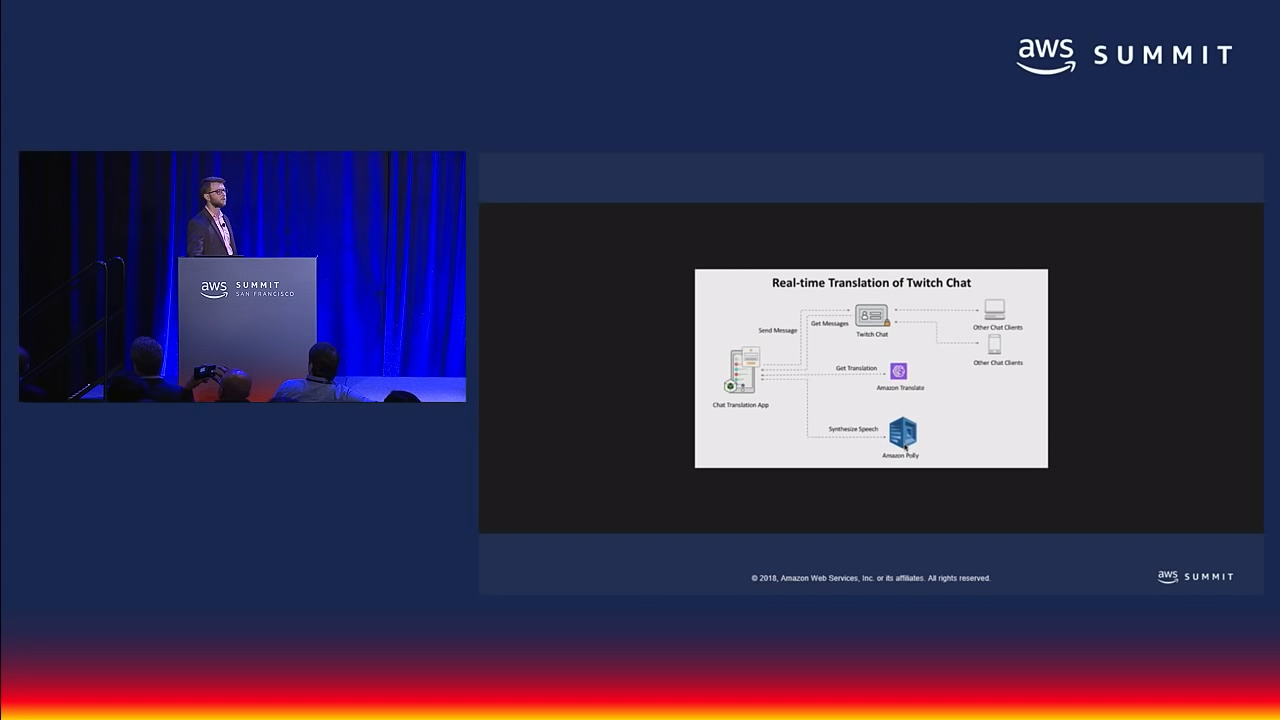 aws SUMMIT
aws SUMMIT
SAN FRANCISCO
Real-time Translation of Twitch Chat
Send Message
Get Messages
Twitch Chat
Other Chat Clients
Other Chat Clients
Get Translation
Amazon Translate
Chat Translation App
Synthesize Speech
Amazon Polly
© 2018, Amazon Web Services, Inc. or its affiliates. All rights reserved.
aws SUMMIT